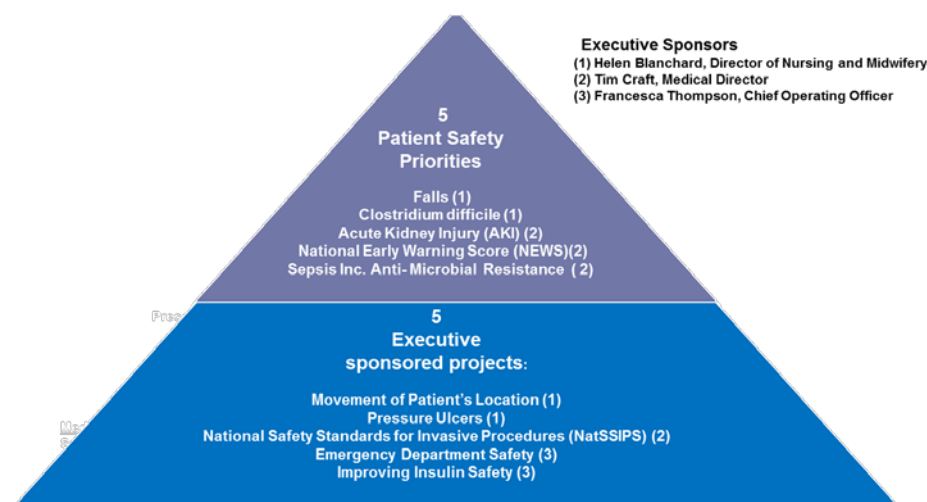 Executive Sponsors
(1) Helen Blanchard, Director of Nursing and Midwifery
(2) Tim Craft, Medical Director
(3) Francesca Thompson, Chief Operating Officer
5
Patient Safety
Priorities
Falls (1)
Clostridium difficile (1)
Acute Kidney Injury (AKI) (2)
National Early Warning Score (NEWS)(2)
Sepsis Inc. Anti- Microbial Resistance ( 2)
5
Executive
sponsored projects:
Movement of Patient's Location (1)
Pressure Ulcers (1)
National Safety Standards for Invasive Procedures (NatSSIPS) (2)
Emergency Department Safety (3)
Improving Insulin Safety (3)